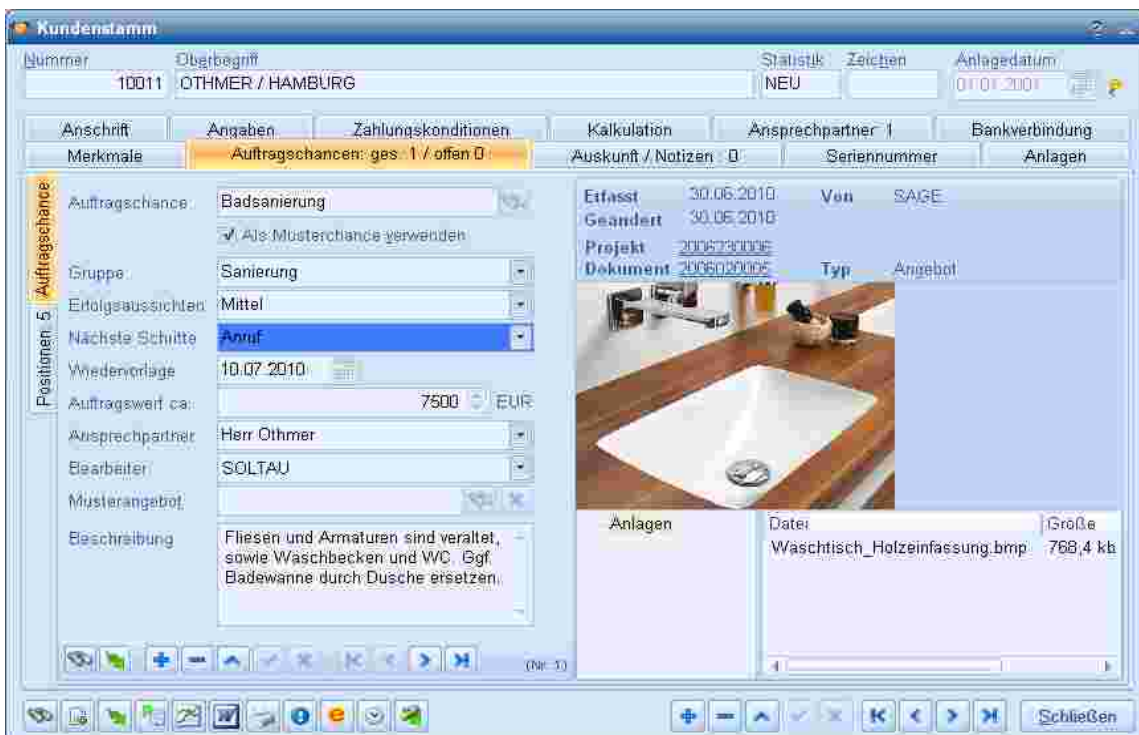 Kundenstamm
Nummer Oberbegriff Statistik Zeichen Anlagedatum
10011 OTHMER / HAMBURG NEU 01.01.2001
Anschrift Angaben Zahlungskonditionen Kalkulation Ansprechpartner: 1 Bankverbindung
Merkmale Auftragschancen: ges.: 1 / offen 0 Auskunft / Notizen : 0 Seriennummer Anlagen
Auftragschance
Positionen: 5
Auftragschance: Badsanierung
Als Musterchance verwenden
Gruppe Sanierung
Erfolgsaussichten Mittel
Nächste Schritte Anruf
Wiedervorlage 10.07.2010
Auftragswert ca: 7500 EUR
Ansprechpartner Herr Othmer
Bearbeiter SOLTAU
Musterangebot
Beschreibung Fliesen und Armaturen sind veraltet,
sowie Waschbecken und WC. Ggf.
Badewanne durch Dusche ersetzen.
(Nr. 1)
Erfasst 30.06.2010 Von SAGE
Geändert 30.06.2010
Projekt 2006230006
Dokument 2006020005 Typ Angebot
Anlagen Datei Größe
Waschtisch_Holzeinfassung.bmp 768,4 kb
Schließen